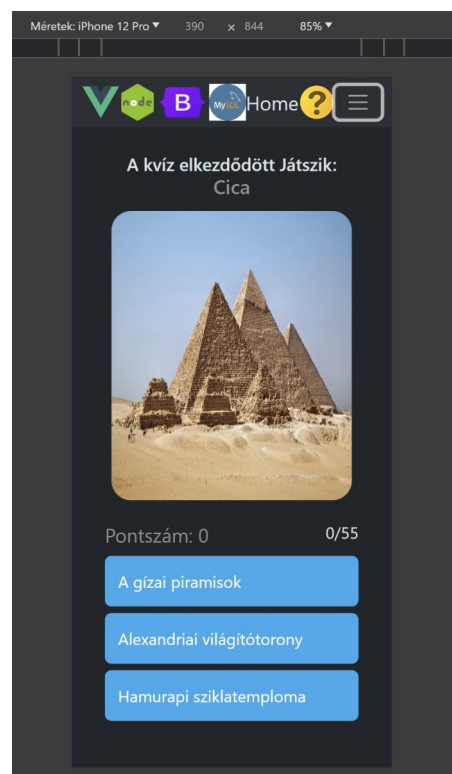 Méretek: iPhone 12 Pro ▼ 390 × 844 85% ▼
node B MySQL Home ?
A kvíz elkezdődött Játszik:
Cica
Pontszám: 0 0/55
A gízai piramisok
Alexandriai világítótorony
Hamurapi sziklatemploma